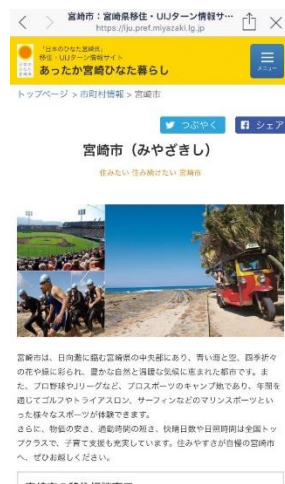 宮崎市：宮崎県移住・UIJターン情報サ…
https://iju.pref.miyazaki.lg.jp
「日本のひなた宮崎県」
移住・UIJターン情報サイト
あったか宮崎ひなた暮らし
メニュー
トップページ > 市町村情報 > 宮崎市
つぶやく
シェア
宮崎市（みやざきし）
住みたい 住み続けたい 宮崎市
宮崎市は、日向灘に臨む宮崎県の中央部にあり、青い海と空、四季折々
の花や緑に彩られ、豊かな自然と温暖な気候に恵まれた都市です。ま
た、プロ野球やJリーグなど、プロスポーツのキャンプ地であり、年間を
通じてゴルフやトライアスロン、サーフィンなどのマリンスポーツとい
った様々なスポーツが体験できます。
さらに、物価の安さ、通勤時間の短さ、快晴日数や日照時間は全国トッ
プクラスで、子育て支援も充実しています。住みやすさが自慢の宮崎市
へ、ぜひお越しください。